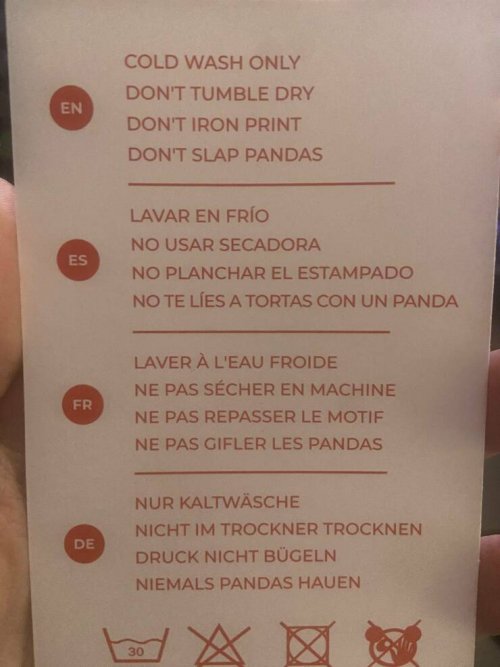 EN
COLD WASH ONLY
DON'T TUMBLE DRY
DON'T IRON PRINT
DON'T SLAP PANDAS
ES
LAVAR EN FRÍO
NO USAR SECADORA
NO PLANCHAR EL ESTAMPADO
NO TE LÍES A TORTAS CON UN PANDA
FR
LAVER À L'EAU FROIDE
NE PAS SÉCHER EN MACHINE
NE PAS REPASSER LE MOTIF
NE PAS GIFLER LES PANDAS
DE
NUR KALTWÄSCHE
NICHT IM TROCKNER TROCKNEN
DRUCK NICHT BÜGELN
NIEMALS PANDAS HAUEN
30